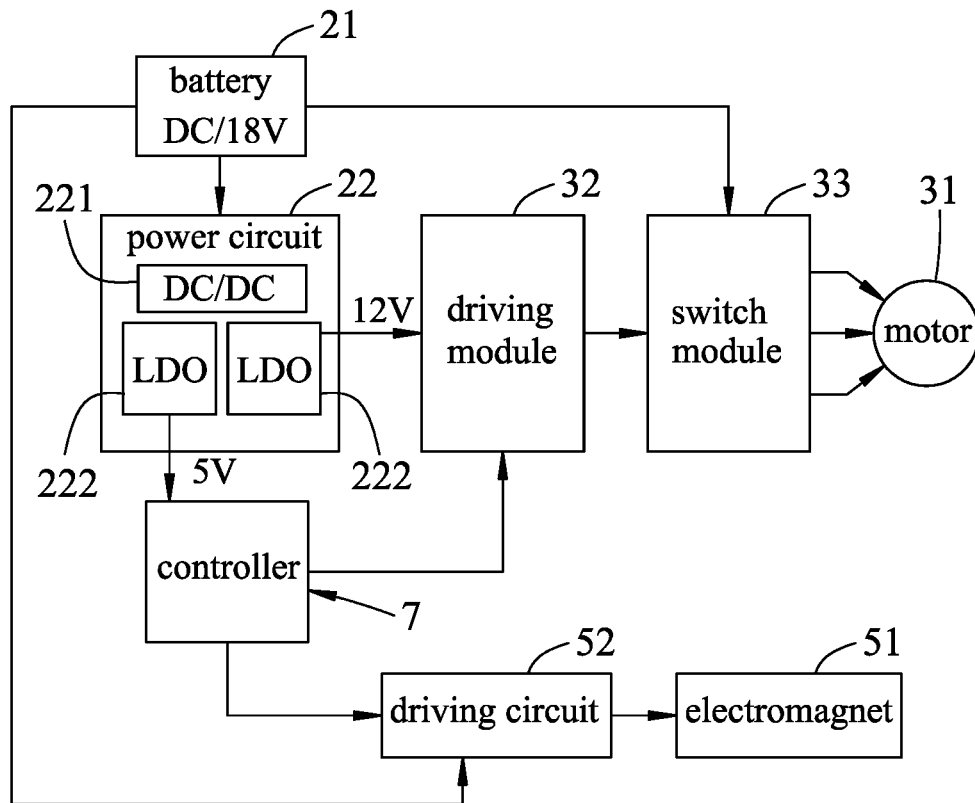 21
battery
DC/18V
221
22
32
33
31
power circuit
DC/DC
12V
driving
module
switch
module
motor
LDO
LDO
222
5V
222
controller
7
52
51
driving circuit
electromagnet